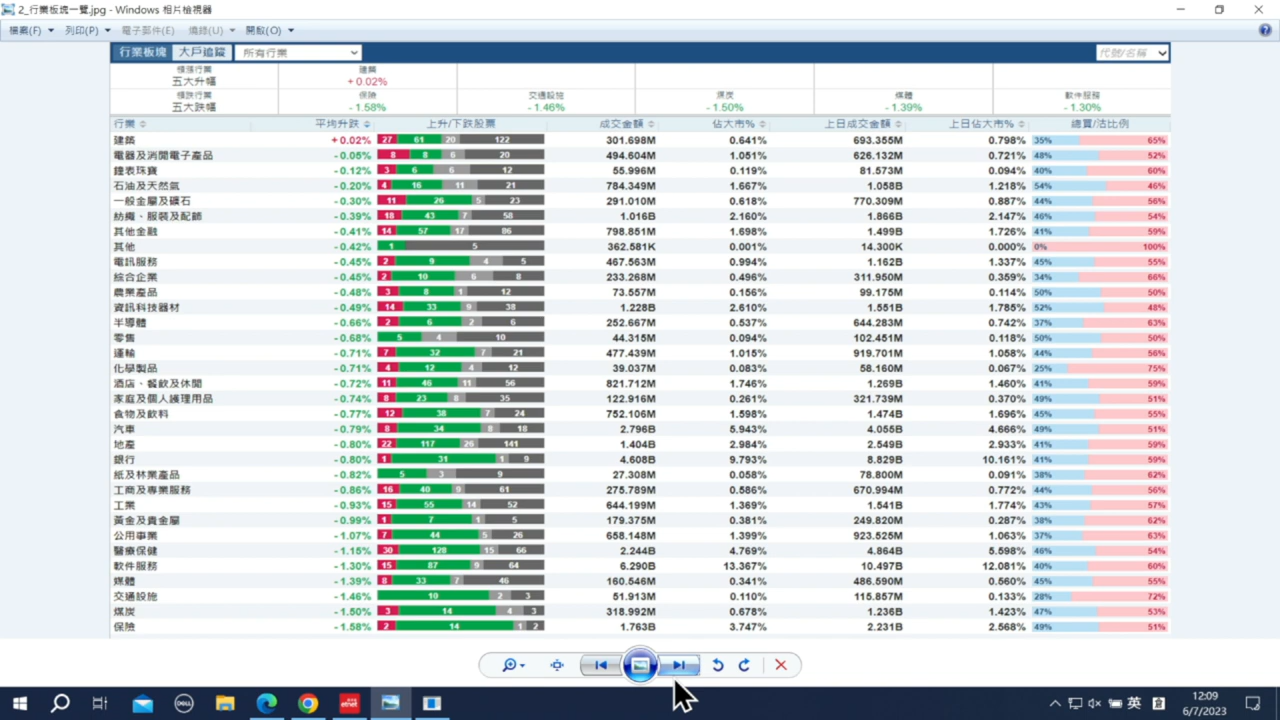 2_行業板塊一覽.jpg - Windows 相片檢視器
檔案(F) 列印(P) 電子郵件(E) 燒錄(U) 開啟(O)
行業板塊 大戶追蹤 所有行業 代號/名稱
領漲行業 建築
五大升幅 + 0.02%
領跌行業 保險 交通設施 煤炭 媒體 軟件服務
五大跌幅 - 1.58% - 1.46% - 1.50% - 1.39% - 1.30%
行業 平均升跌 上升/下跌股票 成交金額 佔大市% 上日成交金額 上日佔大市% 總買/沽比例
建築 + 0.02% 27 61 20 122 301.698M 0.641% 693.355M 0.798% 35% 65%
電器及消閒電子產品 - 0.05% 8 8 6 20 494.604M 1.051% 626.132M 0.721% 48% 52%
鐘表珠寶 - 0.12% 3 6 6 12 55.996M 0.119% 81.573M 0.094% 40% 60%
石油及天然氣 - 0.20% 4 16 11 21 784.349M 1.667% 1.058B 1.218% 54% 46%
一般金屬及礦石 - 0.30% 11 26 5 23 291.010M 0.618% 770.309M 0.887% 44% 56%
紡織、服裝及配飾 - 0.39% 18 43 7 58 1.016B 2.160% 1.866B 2.147% 46% 54%
其他金融 - 0.41% 14 57 17 86 798.851M 1.698% 1.499B 1.726% 41% 59%
其他 - 0.42% 1 5 362.581K 0.001% 14.300K 0.000% 0% 100%
電訊服務 - 0.45% 2 9 4 5 467.563M 0.994% 1.162B 1.337% 45% 55%
綜合企業 - 0.45% 2 10 6 8 233.268M 0.496% 311.950M 0.359% 34% 66%
農業產品 - 0.48% 3 8 1 12 73.557M 0.156% 99.175M 0.114% 50% 50%
資訊科技器材 - 0.49% 14 33 9 38 1.228B 2.610% 1.551B 1.785% 52% 48%
半導體 - 0.66% 2 6 2 6 252.667M 0.537% 644.283M 0.742% 37% 63%
零售 - 0.68% 5 4 10 44.315M 0.094% 102.451M 0.118% 50% 50%
運輸 - 0.71% 7 32 7 21 477.439M 1.015% 919.701M 1.058% 44% 56%
化學製品 - 0.71% 4 12 4 12 39.037M 0.083% 58.160M 0.067% 25% 75%
酒店、餐飲及休閒 - 0.72% 11 46 11 56 821.712M 1.746% 1.269B 1.460% 41% 59%
家庭及個人護理用品 - 0.74% 8 23 8 35 122.916M 0.261% 321.739M 0.370% 49% 51%
食物及飲料 - 0.77% 12 38 7 24 752.106M 1.598% 1.474B 1.696% 45% 55%
汽車 - 0.79% 8 34 8 18 2.796B 5.943% 4.055B 4.666% 49% 51%
地產 - 0.80% 22 117 26 141 1.404B 2.984% 2.549B 2.933% 41% 59%
銀行 - 0.80% 1 31 1 9 4.608B 9.793% 8.829B 10.161% 41% 59%
紙及林業產品 - 0.82% 5 3 9 27.308M 0.058% 78.800M 0.091% 38% 62%
工商及專業服務 - 0.86% 16 40 9 61 275.789M 0.586% 670.994M 0.772% 44% 56%
工業 - 0.93% 15 55 14 52 644.199M 1.369% 1.541B 1.774% 43% 57%
黃金及貴金屬 - 0.99% 1 7 1 5 179.375M 0.381% 249.820M 0.287% 38% 62%
公用事業 - 1.07% 7 44 5 26 658.148M 1.399% 923.525M 1.063% 37% 63%
醫療保健 - 1.15% 30 128 15 66 2.244B 4.769% 4.864B 5.598% 46% 54%
軟件服務 - 1.30% 15 87 9 64 6.290B 13.367% 10.497B 12.081% 40% 60%
媒體 - 1.39% 8 33 7 46 160.546M 0.341% 486.590M 0.560% 45% 55%
交通設施 - 1.46% 10 2 3 51.913M 0.110% 115.857M 0.133% 28% 72%
煤炭 - 1.50% 3 14 4 3 318.992M 0.678% 1.236B 1.423% 47% 53%
保險 - 1.58% 2 14 1 2 1.763B 3.747% 2.231B 2.568% 49% 51%
DELL etnet 英 12:09
6/7/2023